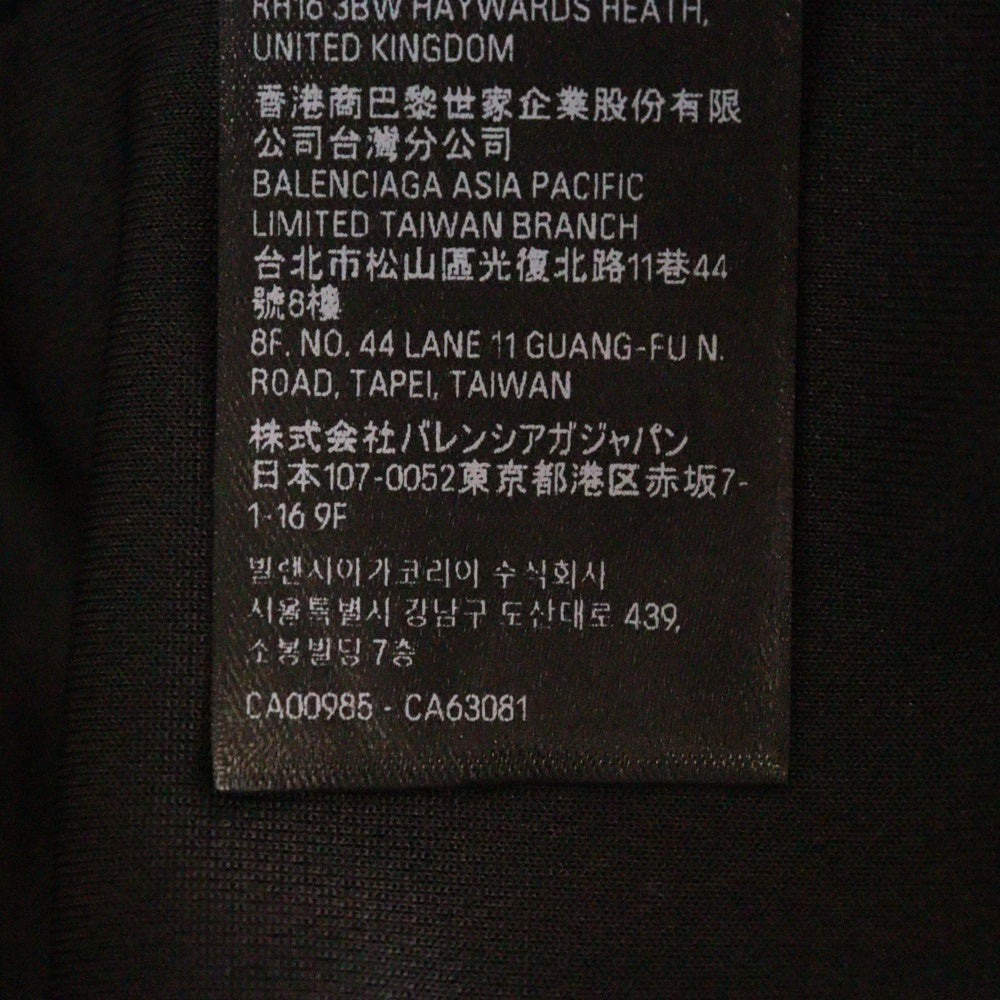 RH16 3BW HAYWARDS HEATH,
UNITED KINGDOM
香港商巴黎世家企業股份有限
公司台灣分公司
BALENCIAGA ASIA PACIFIC
LIMITED TAIWAN BRANCH
台北市松山區光復北路11巷44
號8樓
8F. NO. 44 LANE 11 GUANG-FU N.
ROAD, TAPEI, TAIWAN
株式会社バレンシアガジャパン
日本107-0052東京都港区赤坂7-
1-16 9F
발렌시아가코리아 주식회사
서울특별시 강남구 도산대로 439,
소봉빌딩 7층
CA00985 - CA63081